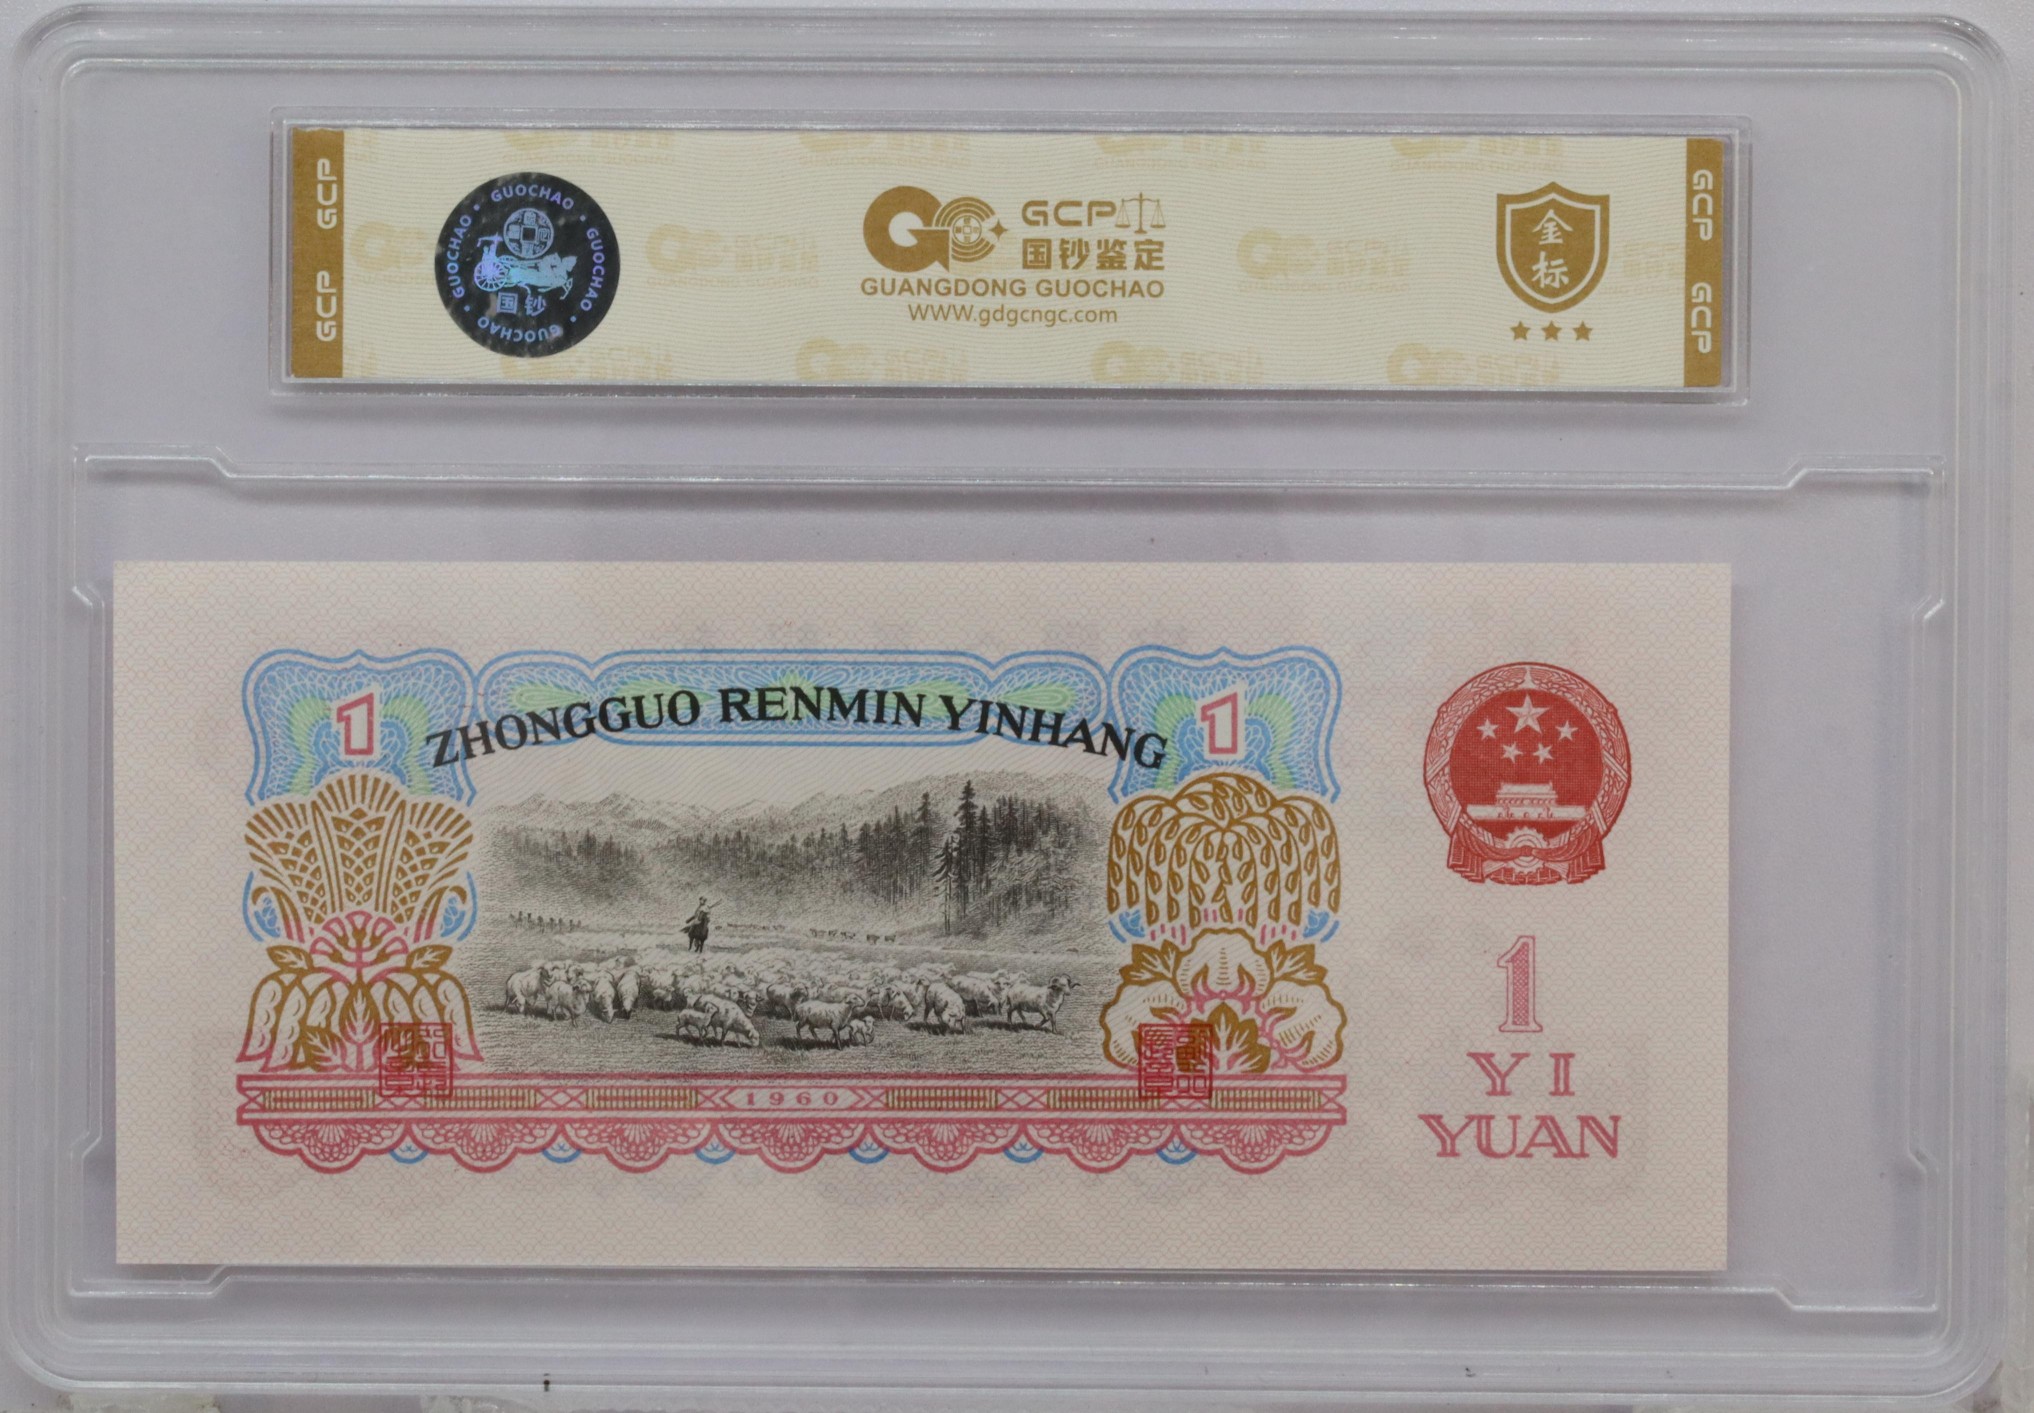 GCP GCP
GUOCHAO · GUOCHAO · GUOCHAO · GUOCHAO ·
国钞
GC GCP
国钞鉴定
GUANGDONG GUOCHAO
WWW.gdgcngc.com
金标
GCP GCP
ZHONGGUO RENMIN YINHANG
1
1
1960
1
YI
YUAN